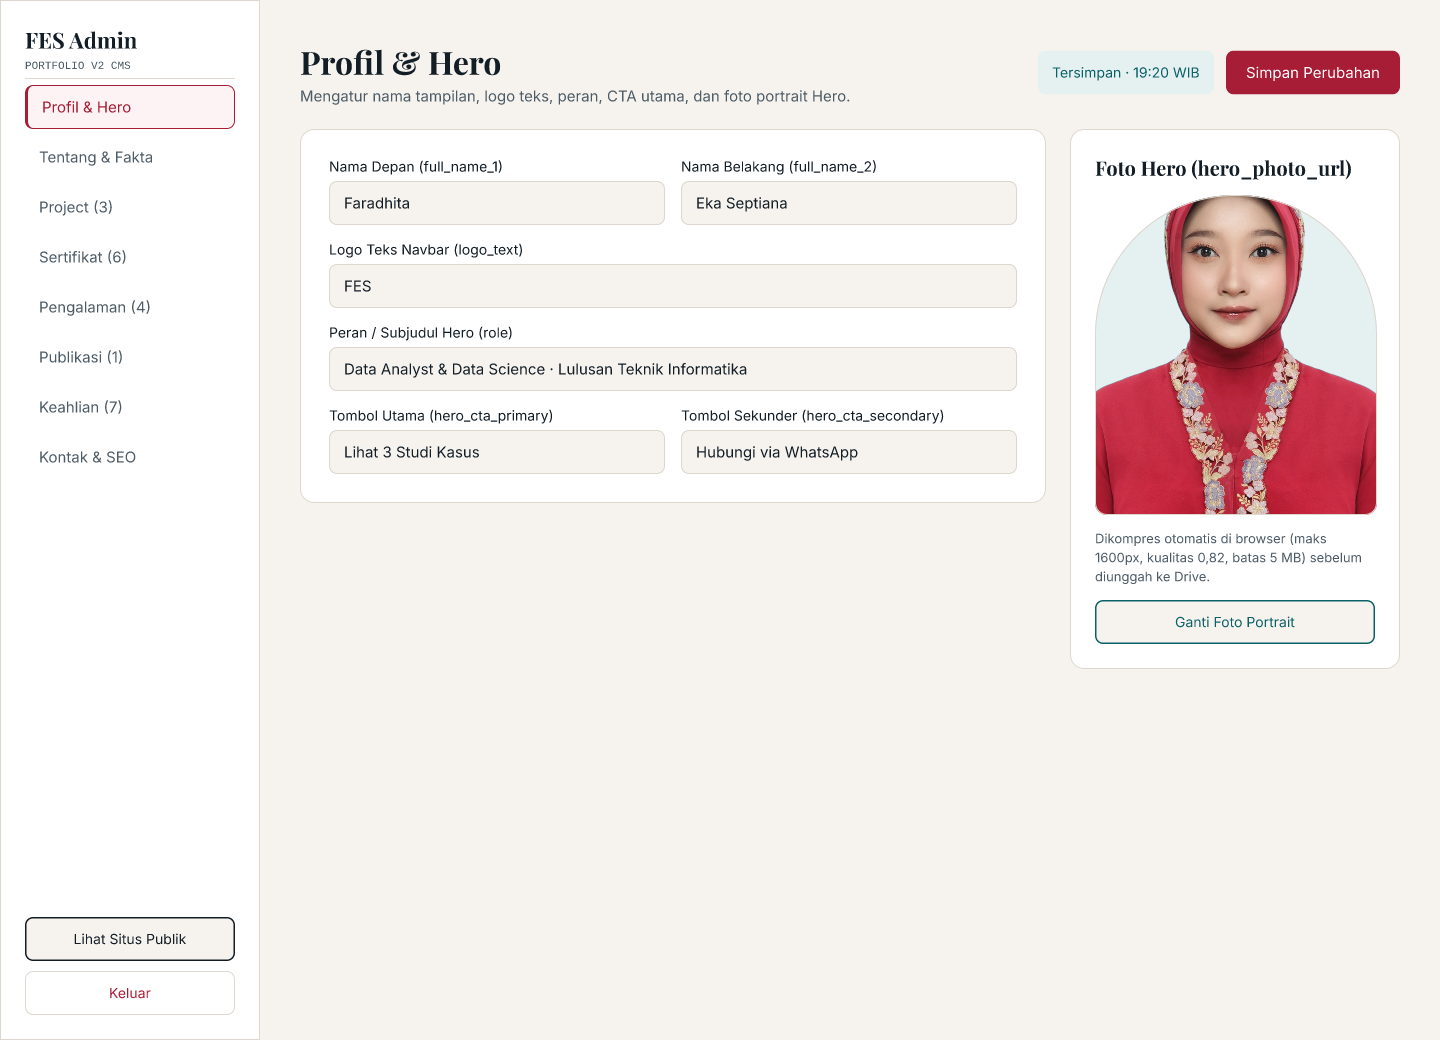 FES Admin
PORTFOLIO V2 CMS
Profil & Hero
Tentang & Fakta
Project (3)
Sertifikat (6)
Pengalaman (4)
Publikasi (1)
Keahlian (7)
Kontak & SEO
Lihat Situs Publik
Keluar
Profil & Hero
Mengatur nama tampilan, logo teks, peran, CTA utama, dan foto portrait Hero.
Tersimpan · 19:20 WIB
Simpan Perubahan
Nama Depan (full_name_1)
Faradhita
Nama Belakang (full_name_2)
Eka Septiana
Logo Teks Navbar (logo_text)
FES
Peran / Subjudul Hero (role)
Data Analyst & Data Science · Lulusan Teknik Informatika
Tombol Utama (hero_cta_primary)
Lihat 3 Studi Kasus
Tombol Sekunder (hero_cta_secondary)
Hubungi via WhatsApp
Foto Hero (hero_photo_url)
Dikompres otomatis di browser (maks
1600px, kualitas 0,82, batas 5 MB) sebelum
diunggah ke Drive.
Ganti Foto Portrait